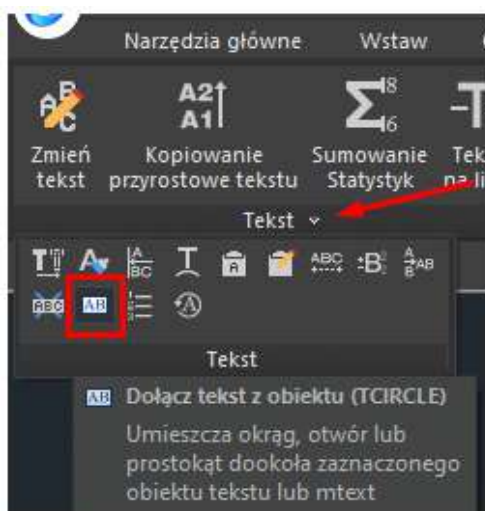 Narzędzia główne Wstaw
Zmień tekst
Kopiowanie przyrostowe tekstu
Sumowanie Statystyk
Tekst
Tekst
AB Dołącz tekst z obiektu (TCIRCLE)
Umieszcza okrąg, otwór lub
prostokąt dookoła zaznaczonego
obiektu tekstu lub mtext